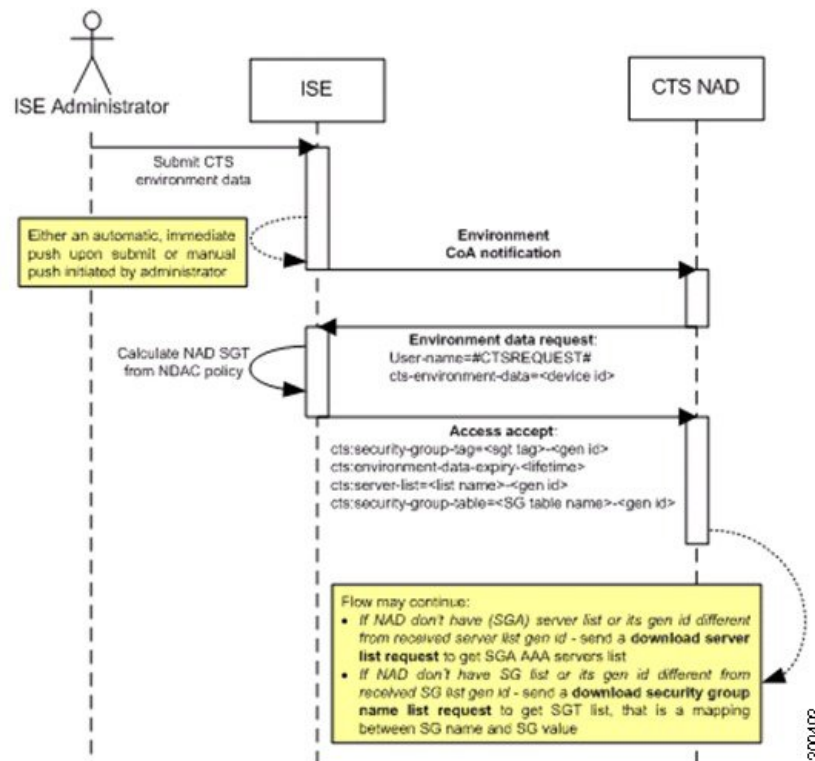 ISE Administrator
ISE
CTS NAD
Submit CTS
environment data
Either an automatic, immediate
push upon submit or manual
push initiated by administrator
Environment
CoA notification
Calculate NAD SGT
from NDAC policy
Environment data request:
User-name=#CTSREQUEST#
cts-environment-data=<device id>
Access accept:
cts:security-group-tag=<sgt tag>-<gen id>
cts:environment-data-expiry-<lifetime>
cts:server-list=<list name>-<gen id>
cts:security-group-table=<SG table name>-<gen id>
Flow may continue:
• If NAD don't have (SGA) server list or its gen id different
from received server list gen id - send a download server
list request to get SGA AAA servers list
• If NAD don't have SG list or its gen id different from
received SG list gen id - send a download security group
name list request to get SGT list, that is a mapping
between SG name and SG value
300403